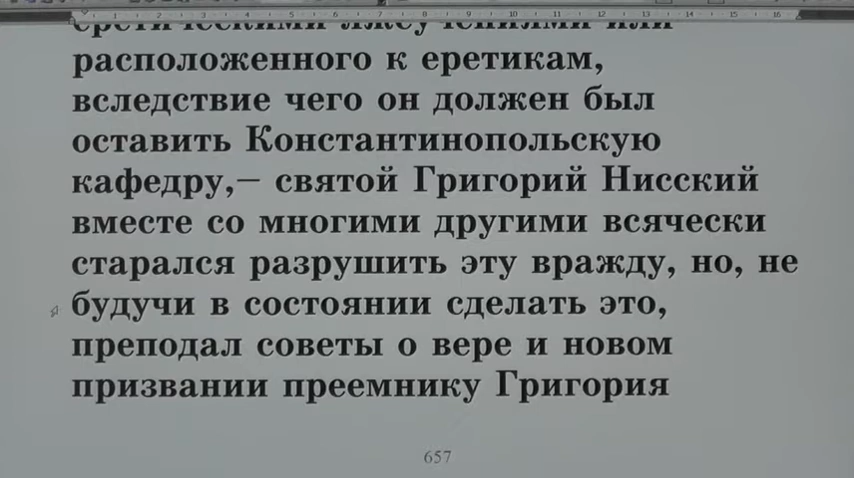 расположенного к еретикам,
вследствие чего он должен был
оставить Константинопольскую
кафедру,— святой Григорий Нисский
вместе со многими другими всячески
старался разрушить эту вражду, но, не
будучи в состоянии сделать это,
преподал советы о вере и новом
призвании преемнику Григория
657